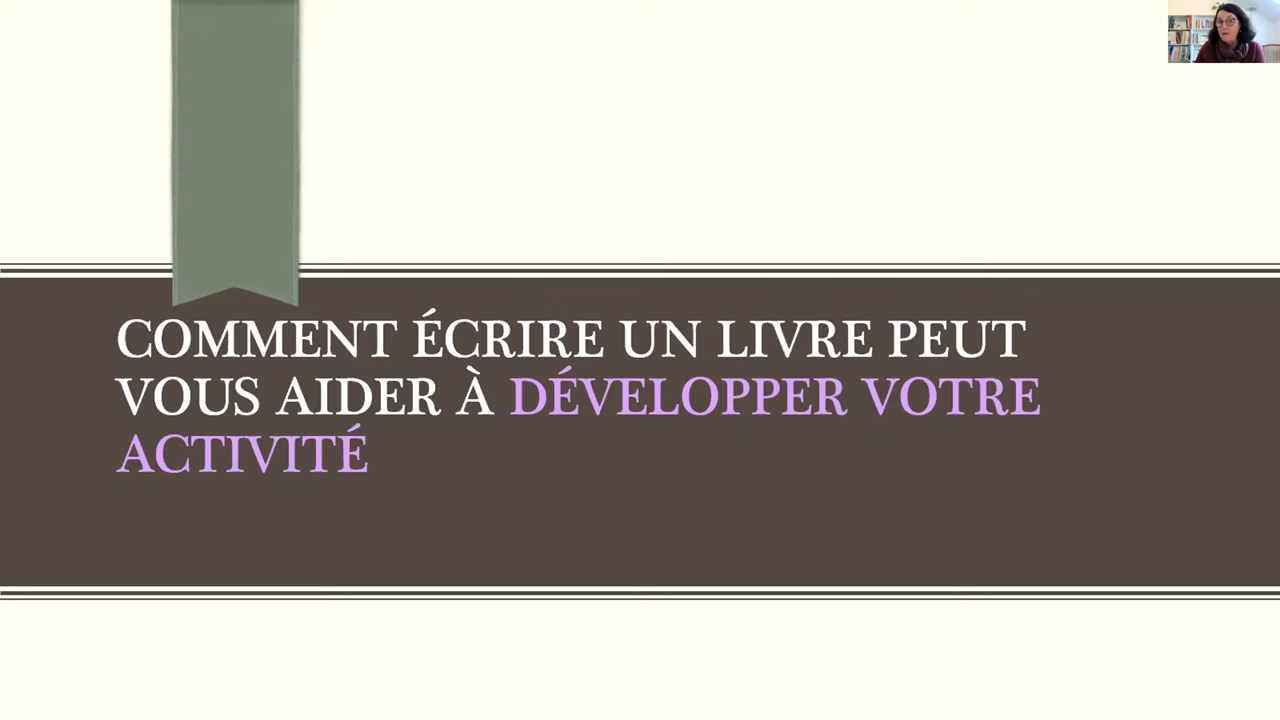 COMMENT ÉCRIRE UN LIVRE PEUT
VOUS AIDER À DÉVELOPPER VOTRE
ACTIVITÉ